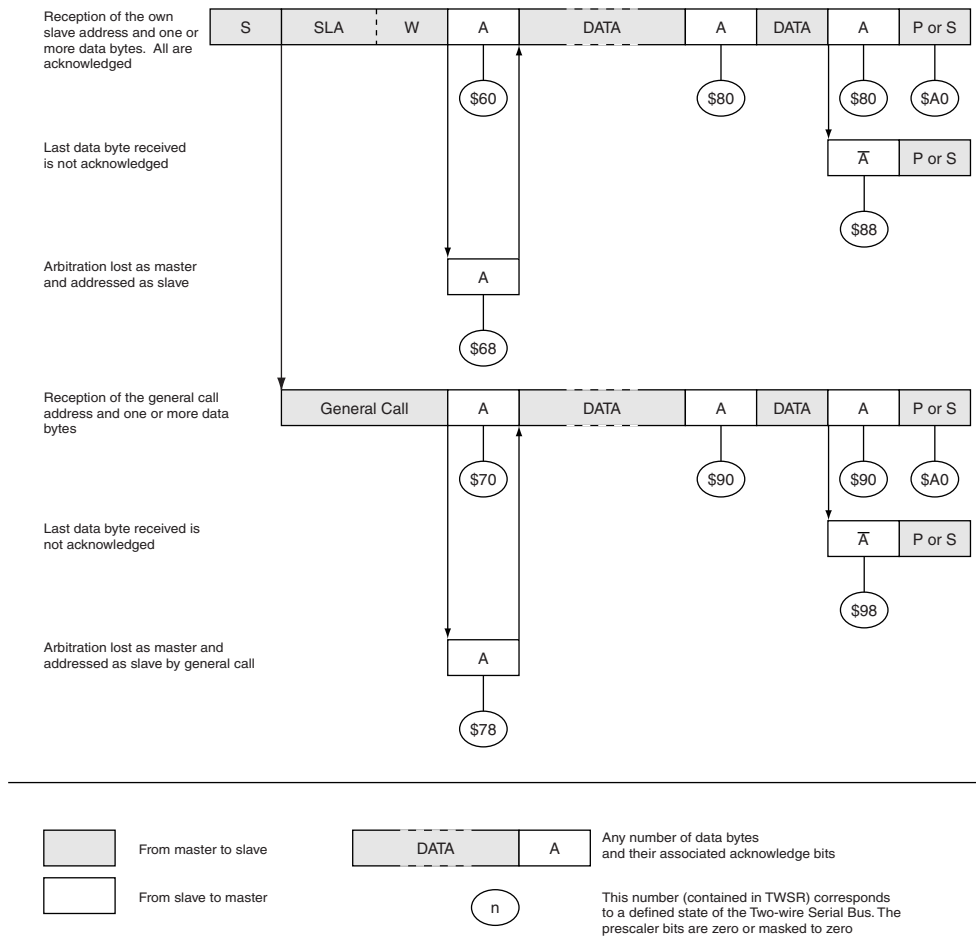 Reception of the own
slave address and one or
more data bytes. All are
acknowledged
S SLA W A DATA A DATA A P or S
$60 $80 $80 $A0
Last data byte received
is not acknowledged
A̅ P or S
$88
Arbitration lost as master
and addressed as slave
A
$68
Reception of the general call
address and one or more data
bytes
General Call A DATA A DATA A P or S
$70 $90 $90 $A0
Last data byte received is
not acknowledged
A̅ P or S
$98
Arbitration lost as master and
addressed as slave by general call
A
$78
From master to slave
DATA A
Any number of data bytes
and their associated acknowledge bits
From slave to master
n
This number (contained in TWSR) corresponds
to a defined state of the Two-wire Serial Bus. The
prescaler bits are zero or masked to zero